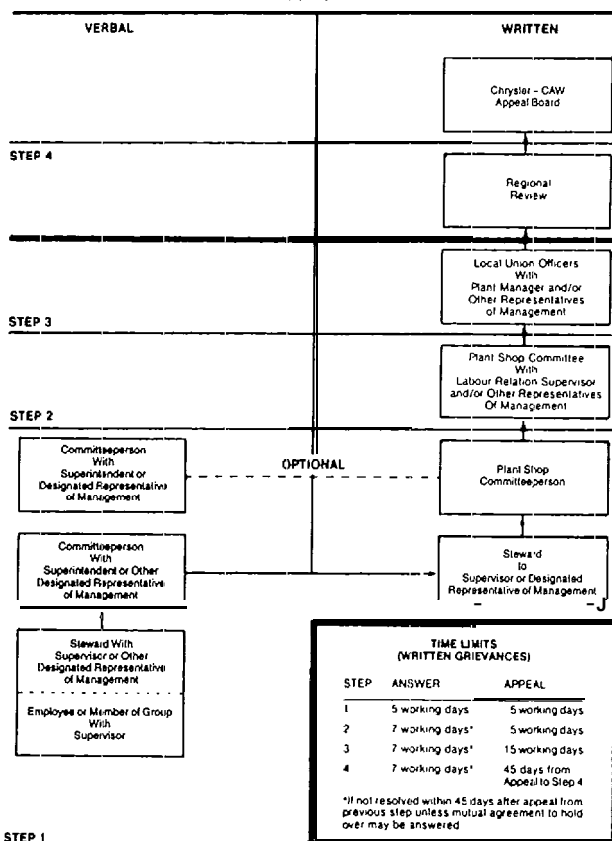 VERBAL
WRITTEN
Chrysler - CAW
Appeal Board
STEP 4
Regional
Review
Local Union Officers
With
Plant Manager and/or
Other Representatives
of Management
STEP 3
Plant Shop Committee
With
Labour Relation Supervisor
and/or Other Representatives
Of Management
STEP 2
Committeeperson
With
Superintendent or
Designated Representative
of Management
OPTIONAL
Plant Shop
Committeeperson
Committeeperson
With
Superintendent or Other
Designated Representative
of Management
Steward
to
Supervisor or Designated
Representative of Management
Steward With
Supervisor or Other
Designated Representative
of Management
Employee or Member of Group
With
Supervisor
TIME LIMITS
(WRITTEN GRIEVANCES)
STEP ANSWER APPEAL
1 5 working days 5 working days
2 7 working days* 5 working days
3 7 working days* 15 working days
4 7 working days* 45 days from
Appeal to Step 4
*If not resolved within 45 days after appeal from
previous step unless mutual agreement to hold
over may be answered
STEP 1